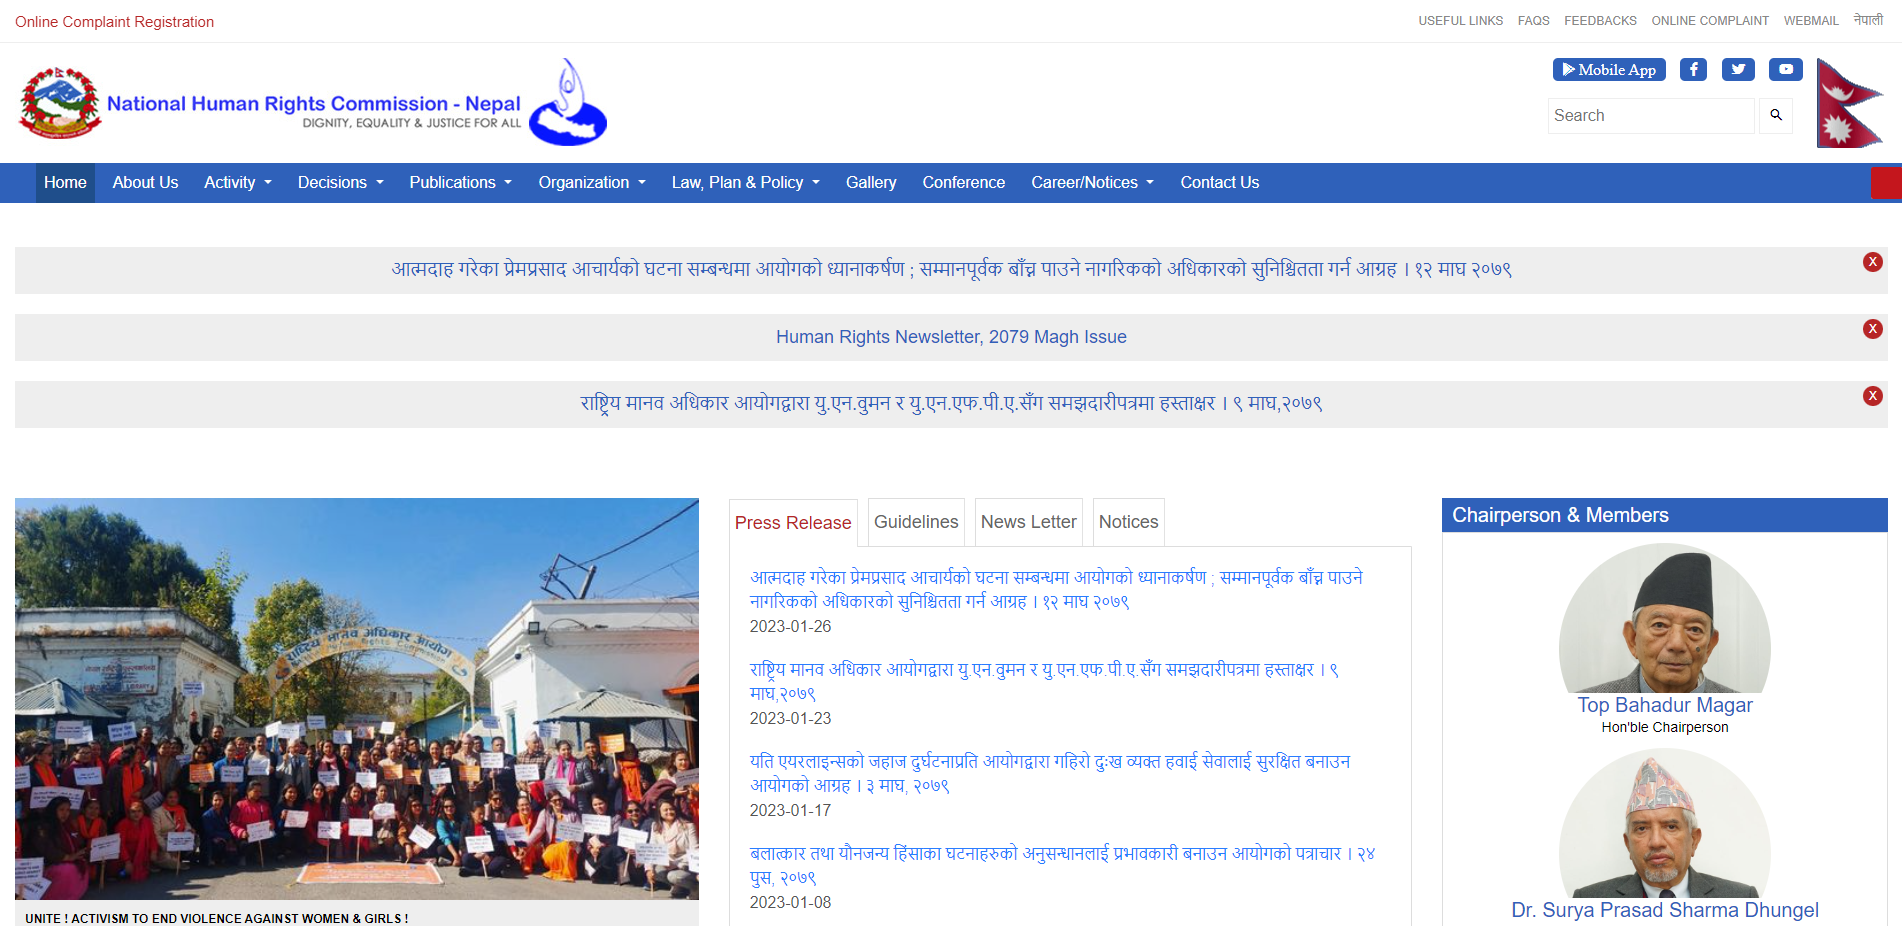 Online Complaint Registration
USEFUL LINKS FAQS FEEDBACKS ONLINE COMPLAINT WEBMAIL नेपाली
National Human Rights Commission - Nepal
DIGNITY, EQUALITY & JUSTICE FOR ALL
Mobile App
Search
Home About Us Activity Decisions Publications Organization Law, Plan & Policy Gallery Conference Career/Notices Contact Us
आत्मदाह गरेका प्रेमप्रसाद आचार्यको घटना सम्बन्धमा आयोगको ध्यानाकर्षण ; सम्मानपूर्वक बाँच्न पाउने नागरिकको अधिकारको सुनिश्चितता गर्न आग्रह । १२ माघ २०७९
X
Human Rights Newsletter, 2079 Magh Issue
X
राष्ट्रिय मानव अधिकार आयोगद्वारा यु.एन.वुमन र यु.एन.एफ.पी.ए.सँग समझदारीपत्रमा हस्ताक्षर । ९ माघ,२०७९
X
राष्ट्रिय मानव अधिकार आयोग
UNITE ! ACTIVISM TO END VIOLENCE AGAINST WOMEN & GIRLS !
Press Release Guidelines News Letter Notices
आत्मदाह गरेका प्रेमप्रसाद आचार्यको घटना सम्बन्धमा आयोगको ध्यानाकर्षण ; सम्मानपूर्वक बाँच्न पाउने
नागरिकको अधिकारको सुनिश्चितता गर्न आग्रह । १२ माघ २०७९
2023-01-26
राष्ट्रिय मानव अधिकार आयोगद्वारा यु.एन.वुमन र यु.एन.एफ.पी.ए.सँग समझदारीपत्रमा हस्ताक्षर । ९
माघ,२०७९
2023-01-23
यति एयरलाइन्सको जहाज दुर्घटनाप्रति आयोगद्वारा गहिरो दुःख व्यक्त हवाई सेवालाई सुरक्षित बनाउन
आयोगको आग्रह । ३ माघ, २०७९
2023-01-17
बलात्कार तथा यौनजन्य हिंसाका घटनाहरुको अनुसन्धानलाई प्रभावकारी बनाउन आयोगको पत्राचार । २४
पुस, २०७९
2023-01-08
Chairperson & Members
Top Bahadur Magar
Hon'ble Chairperson
Dr. Surya Prasad Sharma Dhungel